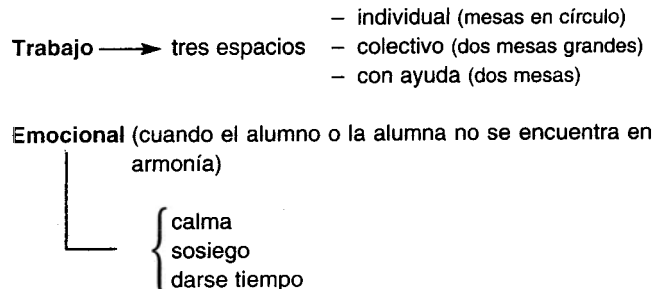 – individual (mesas en círculo)
Trabajo → tres espacios – colectivo (dos mesas grandes)
– con ayuda (dos mesas)
Emocional (cuando el alumno o la alumna no se encuentra en
armonía)
calma
sosiego
darse tiempo